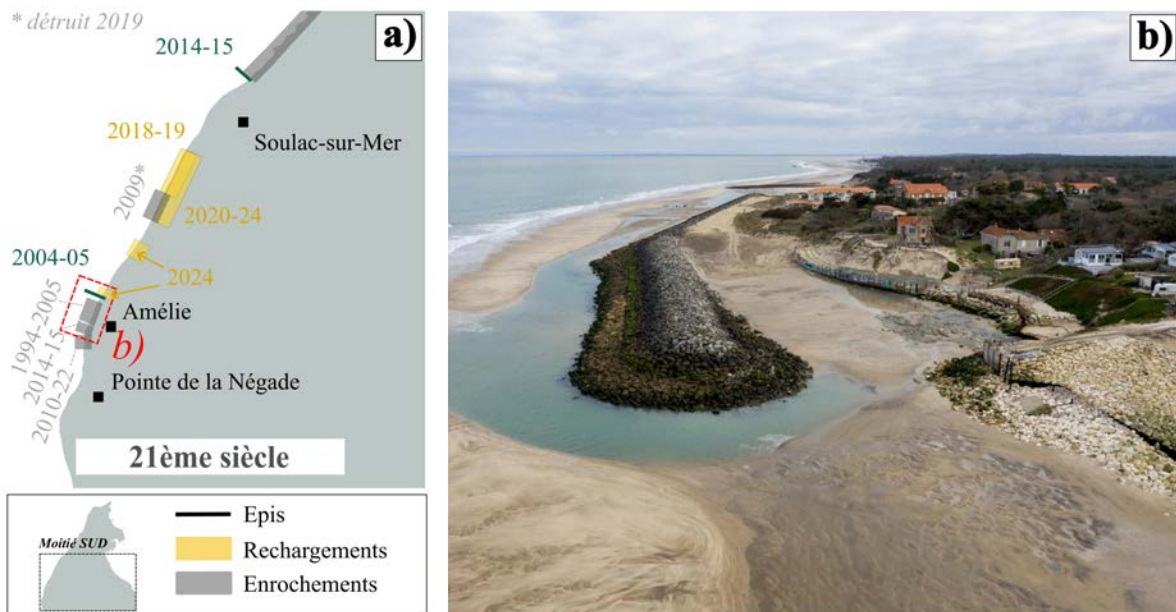 * détruit 2019
a)
2014-15
Soulac-sur-Mer
2018-19
2009*
2020-24
2004-05
2024
Amélie
b)
1994-2005
2014-15
2010-22
Pointe de la Négade
21ème siècle
Moitié SUD
Epis
Rechargements
Enrochements
b)